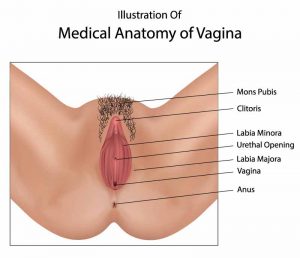 Illustration Of
Medical Anatomy of Vagina
Mons Pubis
Clitoris
Labia Minora
Urethal Opening
Labia Majora
Vagina
Anus